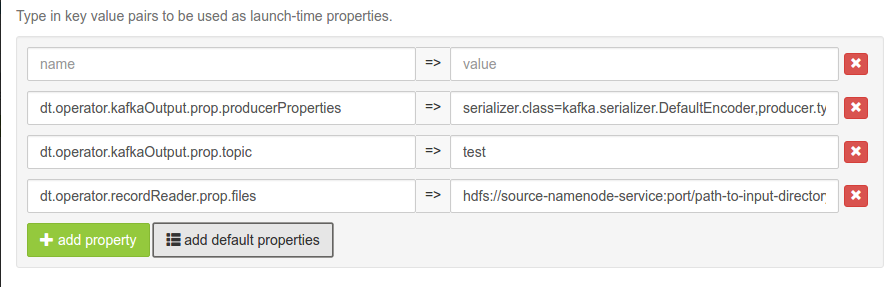 Type in key value pairs to be used as launch-time properties.
name => value
dt.operator.kafkaOutput.prop.producerProperties => serializer.class=kafka.serializer.DefaultEncoder,producer.ty
dt.operator.kafkaOutput.prop.topic => test
dt.operator.recordReader.prop.files => hdfs://source-namenode-service:port/path-to-input-director
add property add default properties